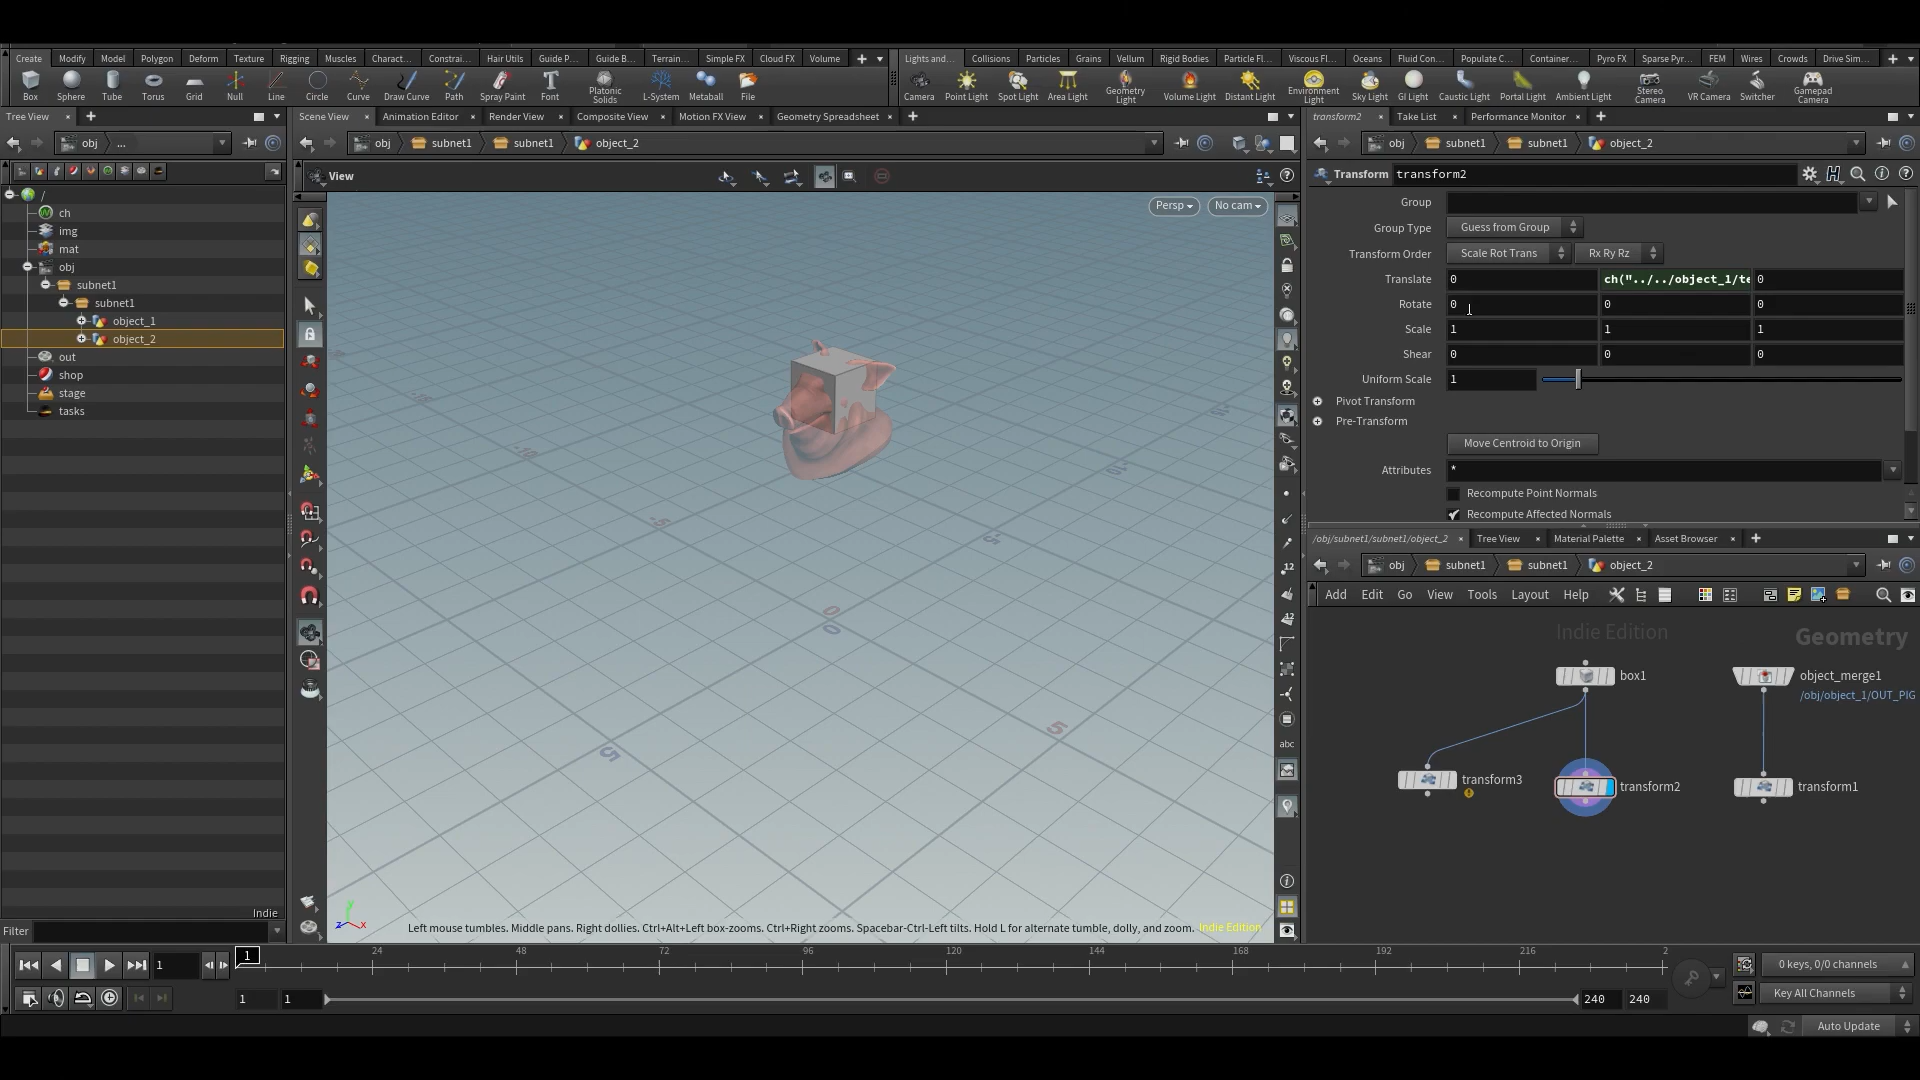 Create Modify Model Polygon Deform Texture Rigging Muscles Charact... Constrai... Hair Utils Guide P... Guide B... Terrain... Simple FX Cloud FX Volume
Lights and... Collisions Particles Grains Vellum Rigid Bodies Particle Fl... Viscous Fl... Oceans Fluid Con... Populate C... Container... Pyro FX Sparse Pyr... FEM Wires Crowds Drive Sim...
Box Sphere Tube Torus Grid Null Line Circle Curve Draw Curve Path Spray Paint Font Platonic Solids L-System Metaball File
Camera Point Light Spot Light Area Light Geometry Light Volume Light Distant Light Environment Light Sky Light GI Light Caustic Light Portal Light Ambient Light Stereo Camera VR Camera Switcher Gamepad Camera
Tree View
Scene View Animation Editor Render View Composite View Motion FX View Geometry Spreadsheet
transform2 Take List Performance Monitor
obj ...
obj subnet1 subnet1 object_2
obj subnet1 subnet1 object_2
View
Persp No cam
/
ch
img
mat
obj
subnet1
subnet1
object_1
object_2
out
shop
stage
tasks
Indie
Filter
Transform transform2
Group
Group Type Guess from Group
Transform Order Scale Rot Trans Rx Ry Rz
Translate 0 ch("../../object_1/te 0
Rotate 0 0 0
Scale 1 1 1
Shear 0 0 0
Uniform Scale 1
Pivot Transform
Pre-Transform
Move Centroid to Origin
Attributes *
Recompute Point Normals
Recompute Affected Normals
/obj/subnet1/subnet1/object_2 Tree View Material Palette Asset Browser
obj subnet1 subnet1 object_2
Add Edit Go View Tools Layout Help
Indie Edition
Geometry
box1
object_merge1
/obj/object_1/OUT_PIG
transform3
transform2
transform1
-10
-5
-5
0
0
5
5
10
12
12
abc
y
z x
Left mouse tumbles. Middle pans. Right dollies. Ctrl+Alt+Left box-zooms. Ctrl+Right zooms. Spacebar-Ctrl-Left tilts. Hold L for alternate tumble, dolly, and zoom. Indie Edition
1 1 24 48 72 96 120 144 168 192 216 2
0 keys, 0/0 channels
1 1 240 240
Key All Channels
Auto Update